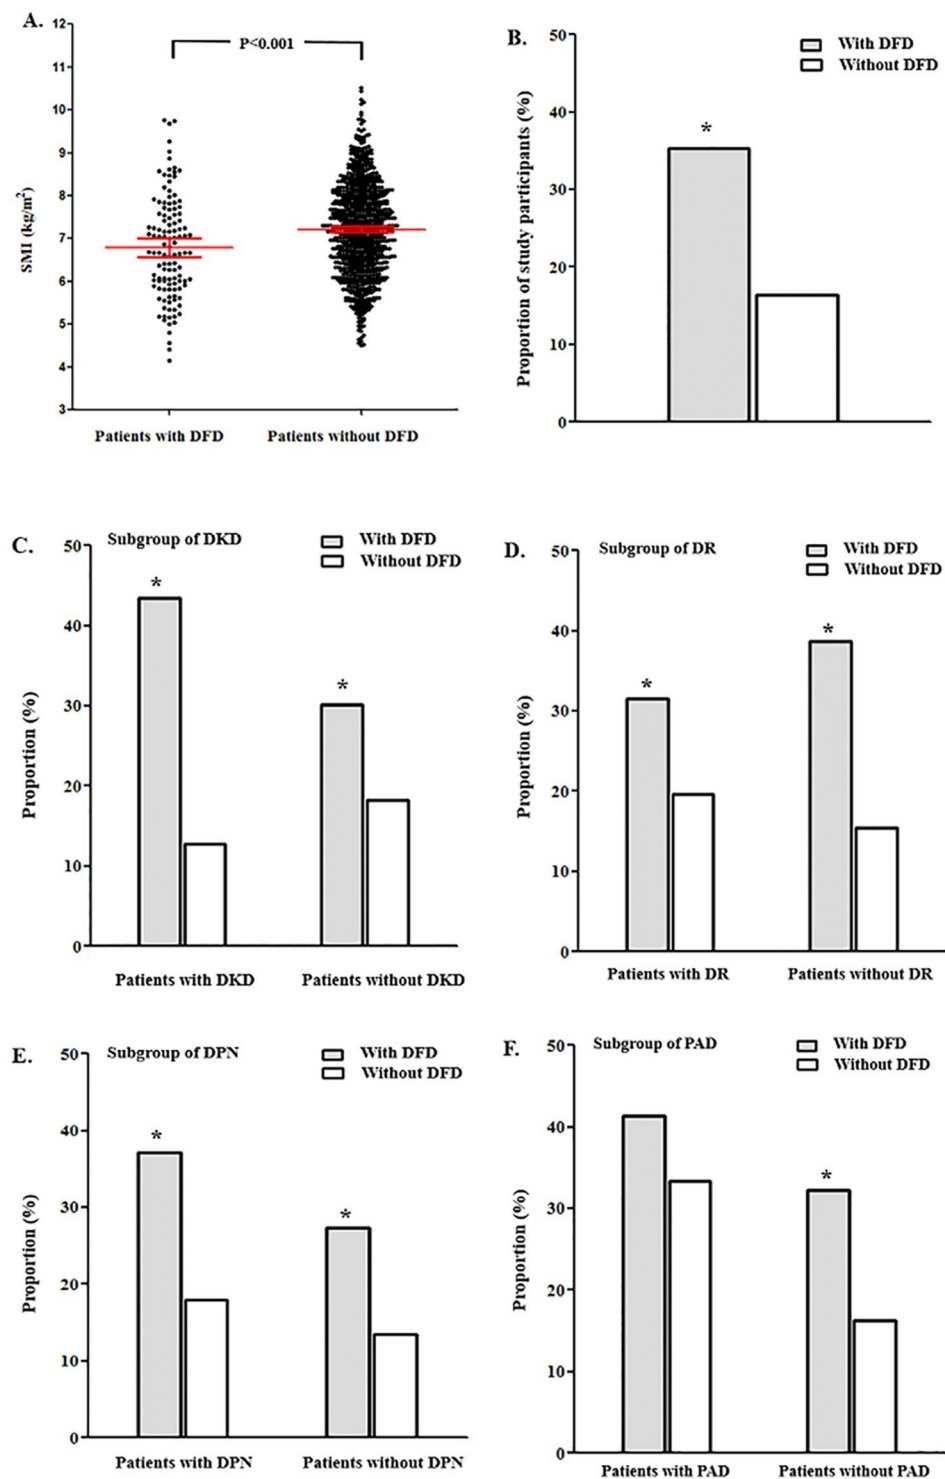 A.
12
11
10
9
8
7
6
5
4
3
SMI (kg/m²)
P<0.001
Patients with DFD
Patients without DFD
B.
50
40
30
20
10
0
Proportion of study participants (%)
With DFD
Without DFD
*
C.
Subgroup of DKD
With DFD
Without DFD
50
40
30
20
10
0
Proportion (%)
*
*
Patients with DKD
Patients without DKD
D.
Subgroup of DR
With DFD
Without DFD
50
40
30
20
10
0
Proportion (%)
*
*
Patients with DR
Patients without DR
E.
Subgroup of DPN
With DFD
Without DFD
50
40
30
20
10
0
Proportion (%)
*
*
Patients with DPN
Patients without DPN
F.
Subgroup of PAD
With DFD
Without DFD
50
40
30
20
10
0
Proportion (%)
*
Patients with PAD
Patients without PAD